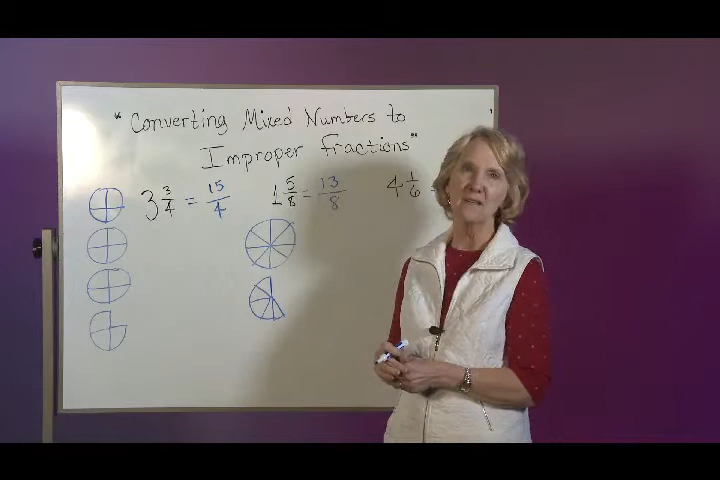 "Converting Mixed Numbers to
Improper fractions"
3 3/4 = 15/4 1 5/8 = 13/8 4 1/6 =